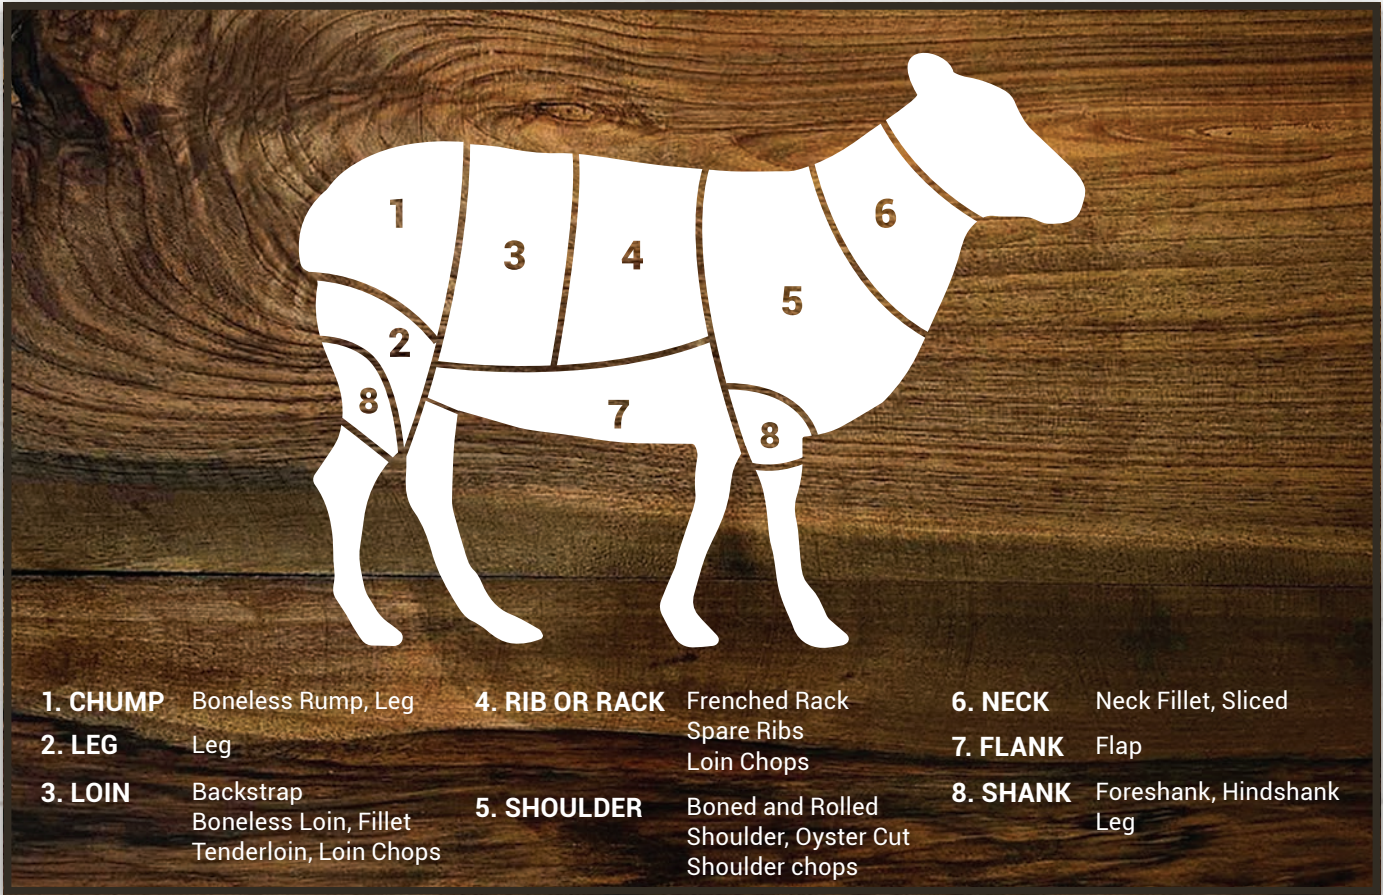 1
6
3
4
5
2
8
7
8
1. CHUMP Boneless Rump, Leg
2. LEG Leg
3. LOIN Backstrap
Boneless Loin, Fillet
Tenderloin, Loin Chops
4. RIB OR RACK Frenched Rack
Spare Ribs
Loin Chops
5. SHOULDER Boned and Rolled
Shoulder, Oyster Cut
Shoulder chops
6. NECK Neck Fillet, Sliced
7. FLANK Flap
8. SHANK Foreshank, Hindshank
Leg